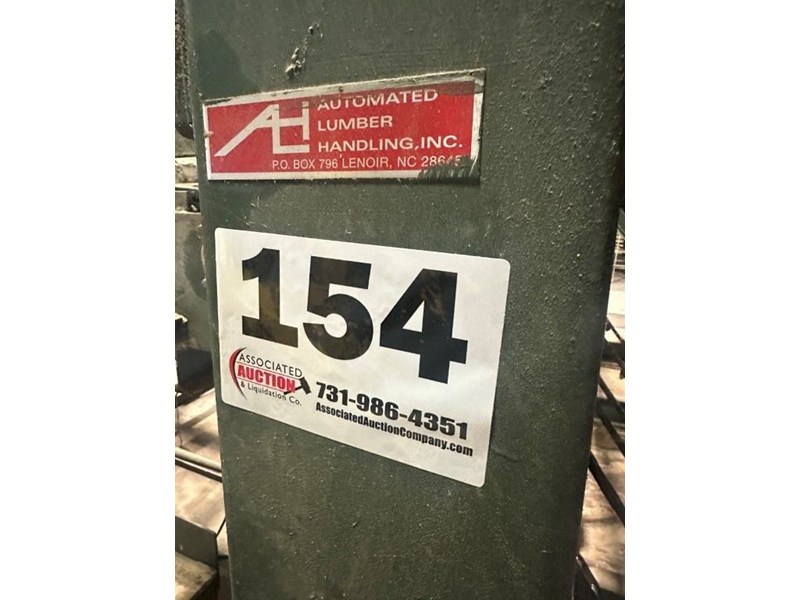 ALH
AUTOMATED
LUMBER
HANDLING, INC.
P.O. BOX 796 LENOIR, NC 28645
154
ASSOCIATED
AUCTION
& Liquidation Co.
731-986-4351
AssociatedAuctionCompany.com